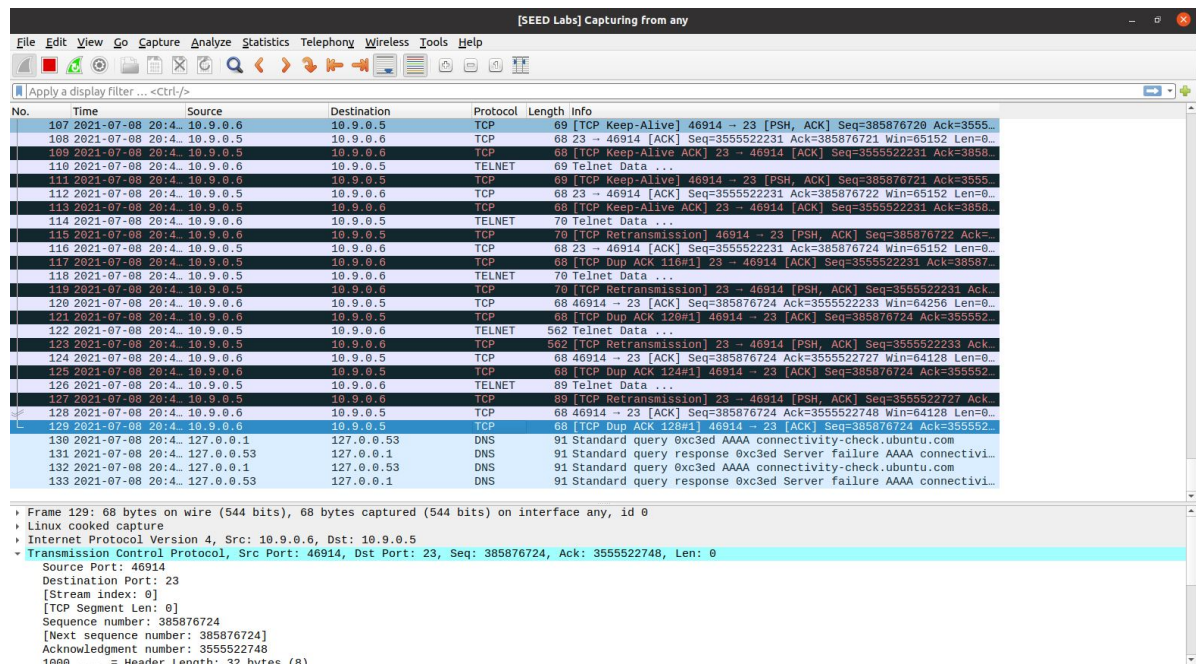 [SEED Labs] Capturing from any
File Edit View Go Capture Analyze Statistics Telephony Wireless Tools Help
Apply a display filter … <Ctrl-/>
No. Time Source Destination Protocol Length Info
107 2021-07-08 20:4… 10.9.0.6 10.9.0.5 TCP 69 [TCP Keep-Alive] 46914 → 23 [PSH, ACK] Seq=385876720 Ack=3555…
108 2021-07-08 20:4… 10.9.0.5 10.9.0.6 TCP 68 23 → 46914 [ACK] Seq=3555522231 Ack=385876721 Win=65152 Len=0…
109 2021-07-08 20:4… 10.9.0.5 10.9.0.6 TCP 68 [TCP Keep-Alive ACK] 23 → 46914 [ACK] Seq=3555522231 Ack=3858…
110 2021-07-08 20:4… 10.9.0.6 10.9.0.5 TELNET 69 Telnet Data ...
111 2021-07-08 20:4… 10.9.0.6 10.9.0.5 TCP 69 [TCP Keep-Alive] 46914 → 23 [PSH, ACK] Seq=385876721 Ack=3555…
112 2021-07-08 20:4… 10.9.0.5 10.9.0.6 TCP 68 23 → 46914 [ACK] Seq=3555522231 Ack=385876722 Win=65152 Len=0…
113 2021-07-08 20:4… 10.9.0.5 10.9.0.6 TCP 68 [TCP Keep-Alive ACK] 23 → 46914 [ACK] Seq=3555522231 Ack=3858…
114 2021-07-08 20:4… 10.9.0.6 10.9.0.5 TELNET 70 Telnet Data ...
115 2021-07-08 20:4… 10.9.0.6 10.9.0.5 TCP 70 [TCP Retransmission] 46914 → 23 [PSH, ACK] Seq=385876722 Ack=…
116 2021-07-08 20:4… 10.9.0.5 10.9.0.6 TCP 68 23 → 46914 [ACK] Seq=3555522231 Ack=385876724 Win=65152 Len=0…
117 2021-07-08 20:4… 10.9.0.5 10.9.0.6 TCP 68 [TCP Dup ACK 116#1] 23 → 46914 [ACK] Seq=3555522231 Ack=38587…
118 2021-07-08 20:4… 10.9.0.5 10.9.0.6 TELNET 70 Telnet Data ...
119 2021-07-08 20:4… 10.9.0.5 10.9.0.6 TCP 70 [TCP Retransmission] 23 → 46914 [PSH, ACK] Seq=3555522231 Ack…
120 2021-07-08 20:4… 10.9.0.6 10.9.0.5 TCP 68 46914 → 23 [ACK] Seq=385876724 Ack=3555522233 Win=64256 Len=0…
121 2021-07-08 20:4… 10.9.0.6 10.9.0.5 TCP 68 [TCP Dup ACK 120#1] 46914 → 23 [ACK] Seq=385876724 Ack=355552…
122 2021-07-08 20:4… 10.9.0.5 10.9.0.6 TELNET 562 Telnet Data ...
123 2021-07-08 20:4… 10.9.0.5 10.9.0.6 TCP 562 [TCP Retransmission] 23 → 46914 [PSH, ACK] Seq=3555522233 Ack…
124 2021-07-08 20:4… 10.9.0.6 10.9.0.5 TCP 68 46914 → 23 [ACK] Seq=385876724 Ack=3555522727 Win=64128 Len=0…
125 2021-07-08 20:4… 10.9.0.6 10.9.0.5 TCP 68 [TCP Dup ACK 124#1] 46914 → 23 [ACK] Seq=385876724 Ack=355552…
126 2021-07-08 20:4… 10.9.0.5 10.9.0.6 TELNET 89 Telnet Data ...
127 2021-07-08 20:4… 10.9.0.5 10.9.0.6 TCP 89 [TCP Retransmission] 23 → 46914 [PSH, ACK] Seq=3555522727 Ack…
128 2021-07-08 20:4… 10.9.0.6 10.9.0.5 TCP 68 46914 → 23 [ACK] Seq=385876724 Ack=3555522748 Win=64128 Len=0…
129 2021-07-08 20:4… 10.9.0.6 10.9.0.5 TCP 68 [TCP Dup ACK 128#1] 46914 → 23 [ACK] Seq=385876724 Ack=355552…
130 2021-07-08 20:4… 127.0.0.1 127.0.0.53 DNS 91 Standard query 0xc3ed AAAA connectivity-check.ubuntu.com
131 2021-07-08 20:4… 127.0.0.53 127.0.0.1 DNS 91 Standard query response 0xc3ed Server failure AAAA connectivi…
132 2021-07-08 20:4… 127.0.0.1 127.0.0.53 DNS 91 Standard query 0xc3ed AAAA connectivity-check.ubuntu.com
133 2021-07-08 20:4… 127.0.0.53 127.0.0.1 DNS 91 Standard query response 0xc3ed Server failure AAAA connectivi…
Frame 129: 68 bytes on wire (544 bits), 68 bytes captured (544 bits) on interface any, id 0
Linux cooked capture
Internet Protocol Version 4, Src: 10.9.0.6, Dst: 10.9.0.5
Transmission Control Protocol, Src Port: 46914, Dst Port: 23, Seq: 385876724, Ack: 3555522748, Len: 0
Source Port: 46914
Destination Port: 23
[Stream index: 0]
[TCP Segment Len: 0]
Sequence number: 385876724
[Next sequence number: 385876724]
Acknowledgment number: 3555522748
1000 .... = Header Length: 32 bytes (8)